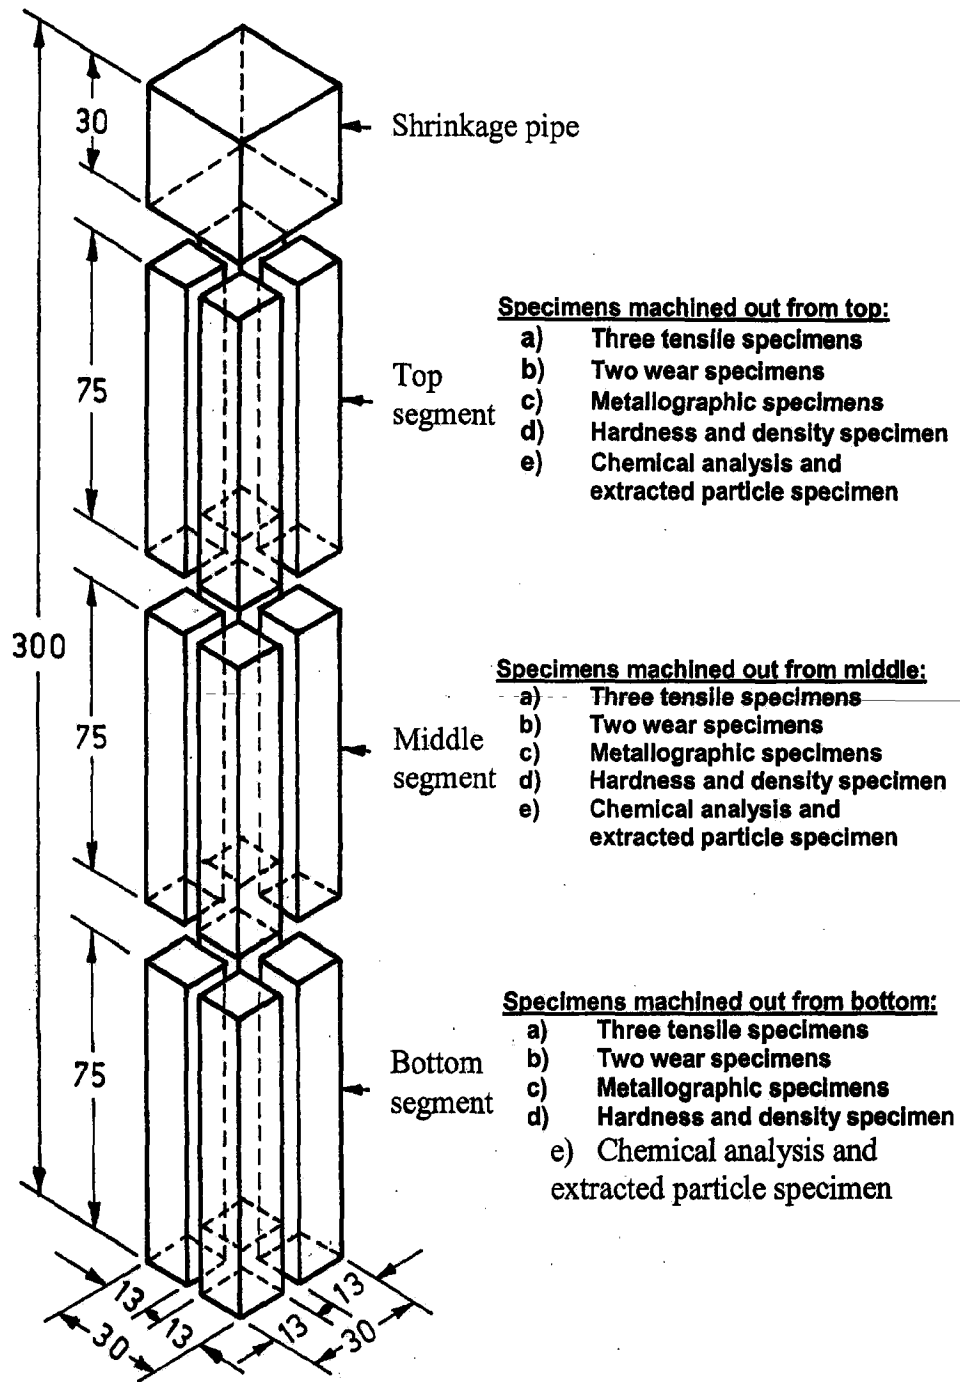 30
Shrinkage pipe
300
75
Top
segment
Specimens machined out from top:
a) Three tensile specimens
b) Two wear specimens
c) Metallographic specimens
d) Hardness and density specimen
e) Chemical analysis and
extracted particle specimen
75
Middle
segment
Specimens machined out from middle:
a) Three tensile specimens
b) Two wear specimens
c) Metallographic specimens
d) Hardness and density specimen
e) Chemical analysis and
extracted particle specimen
75
Bottom
segment
Specimens machined out from bottom:
a) Three tensile specimens
b) Two wear specimens
c) Metallographic specimens
d) Hardness and density specimen
e) Chemical analysis and
extracted particle specimen
13
13
30
13
13
30